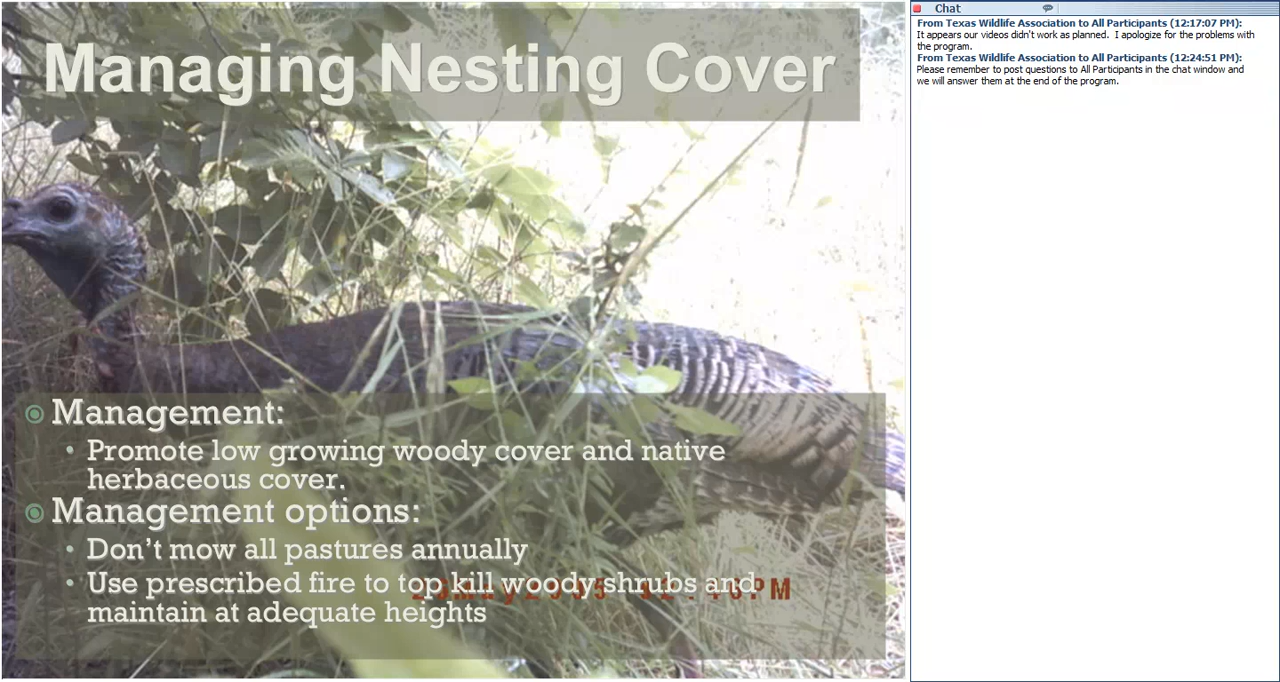 Managing Nesting Cover
Management:
Promote low growing woody cover and native
herbaceous cover.
Management options:
Don't mow all pastures annually
Use prescribed fire to top kill woody shrubs and
maintain at adequate heights
Chat
From Texas Wildlife Association to All Participants (12:17:07 PM):
It appears our videos didn't work as planned. I apologize for the problems with
the program.
From Texas Wildlife Association to All Participants (12:24:51 PM):
Please remember to post questions to All Participants in the chat window and
we will answer them at the end of the program.